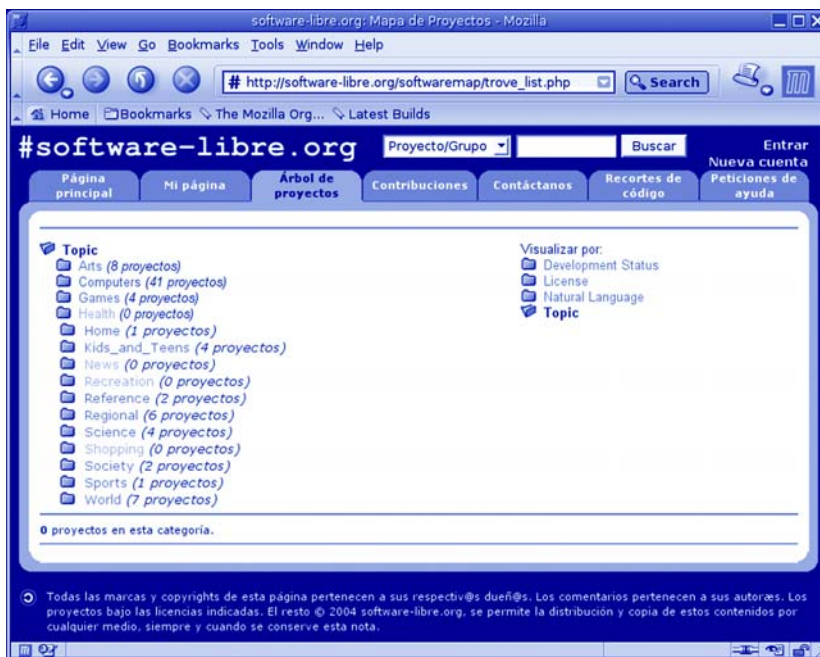 software-libre.org: Mapa de Proyectos - Mozilla
File Edit View Go Bookmarks Tools Window Help
# http://software-libre.org/softwaremap/trove_list.php Search
Home Bookmarks The Mozilla Org... Latest Builds
#software-libre.org Proyecto/Grupo Buscar Entrar
Nueva cuenta
Página principal Mi página Árbol de proyectos Contribuciones Contáctanos Recortes de código Peticiones de ayuda
Topic
Arts (8 proyectos)
Computers (41 proyectos)
Games (4 proyectos)
Health (0 proyectos)
Home (1 proyectos)
Kids_and_Teens (4 proyectos)
News (0 proyectos)
Recreation (0 proyectos)
Reference (2 proyectos)
Regional (6 proyectos)
Science (4 proyectos)
Shopping (0 proyectos)
Society (2 proyectos)
Sports (1 proyectos)
World (7 proyectos)
Visualizar por:
Development Status
License
Natural Language
Topic
0 proyectos en esta categoría.
Todas las marcas y copyrights de esta página pertenecen a sus respectiv@s dueñ@s. Los comentarios pertenecen a sus autoræs. Los
proyectos bajo las licencias indicadas. El resto © 2004 software-libre.org, se permite la distribución y copia de estos contenidos por
cualquier medio, siempre y cuando se conserve esta nota.